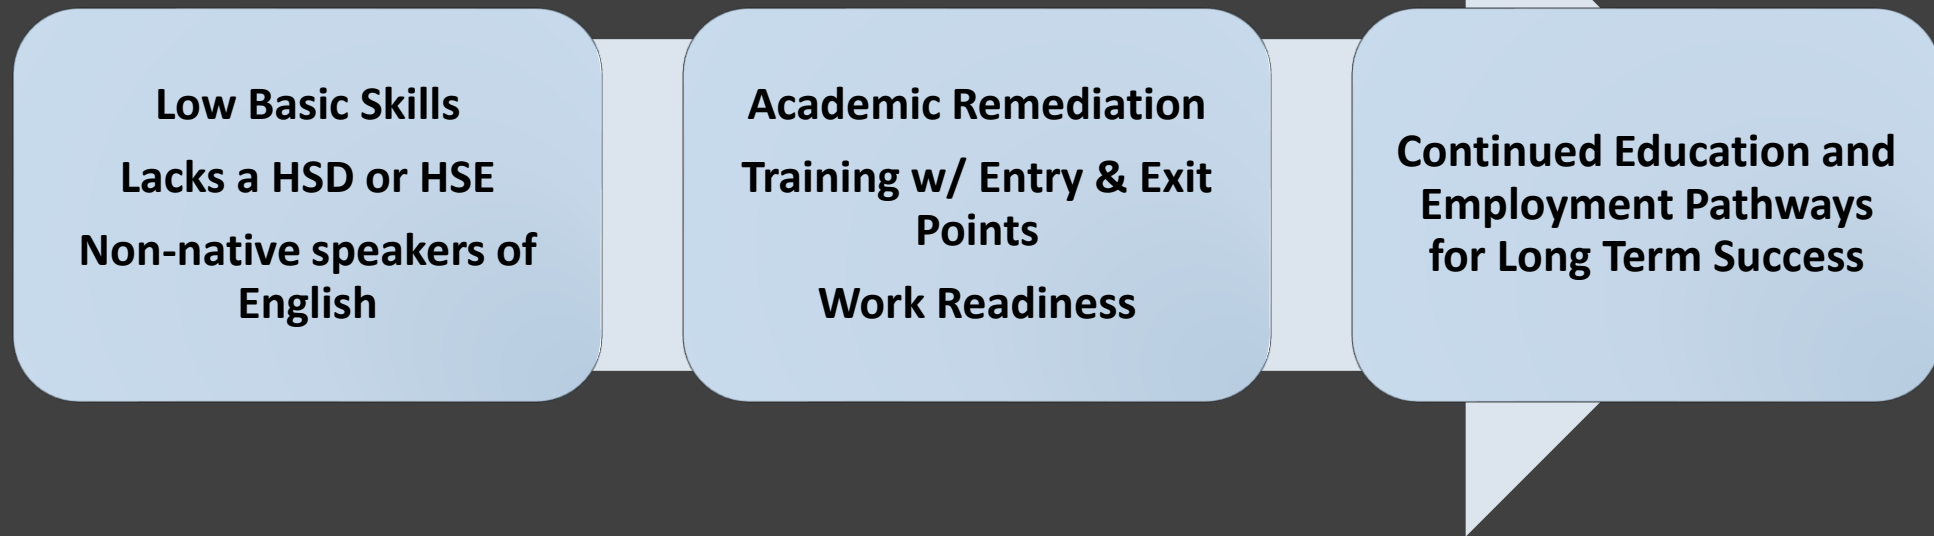 Low Basic Skills
Lacks a HSD or HSE
Non-native speakers of
English
Academic Remediation
Training w/ Entry & Exit
Points
Work Readiness
Continued Education and
Employment Pathways
for Long Term Success